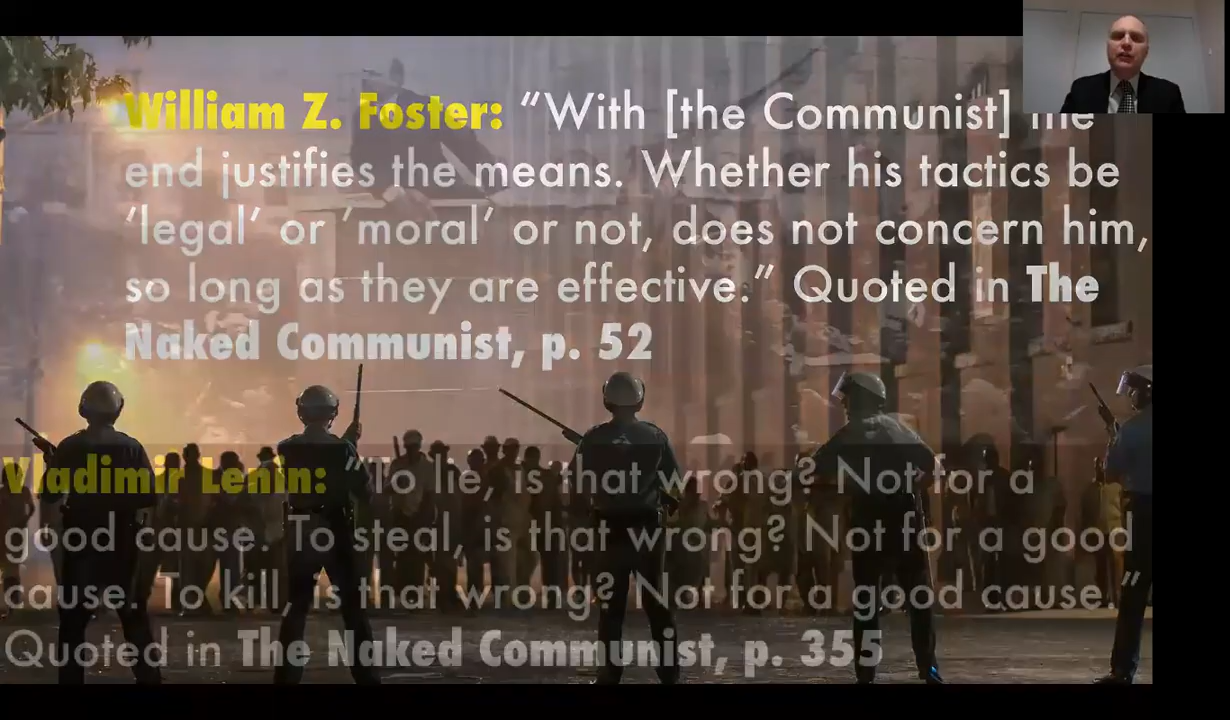 William Z. Foster: “With [the Communist] the
end justifies the means. Whether his tactics be
‘legal’ or ‘moral’ or not, does not concern him,
so long as they are effective.” Quoted in The
Naked Communist, p. 52
Vladimir Lenin: “To lie, is that wrong? Not for a
good cause. To steal, is that wrong? Not for a good
cause. To kill, is that wrong? Not for a good cause.”
Quoted in The Naked Communist, p. 355